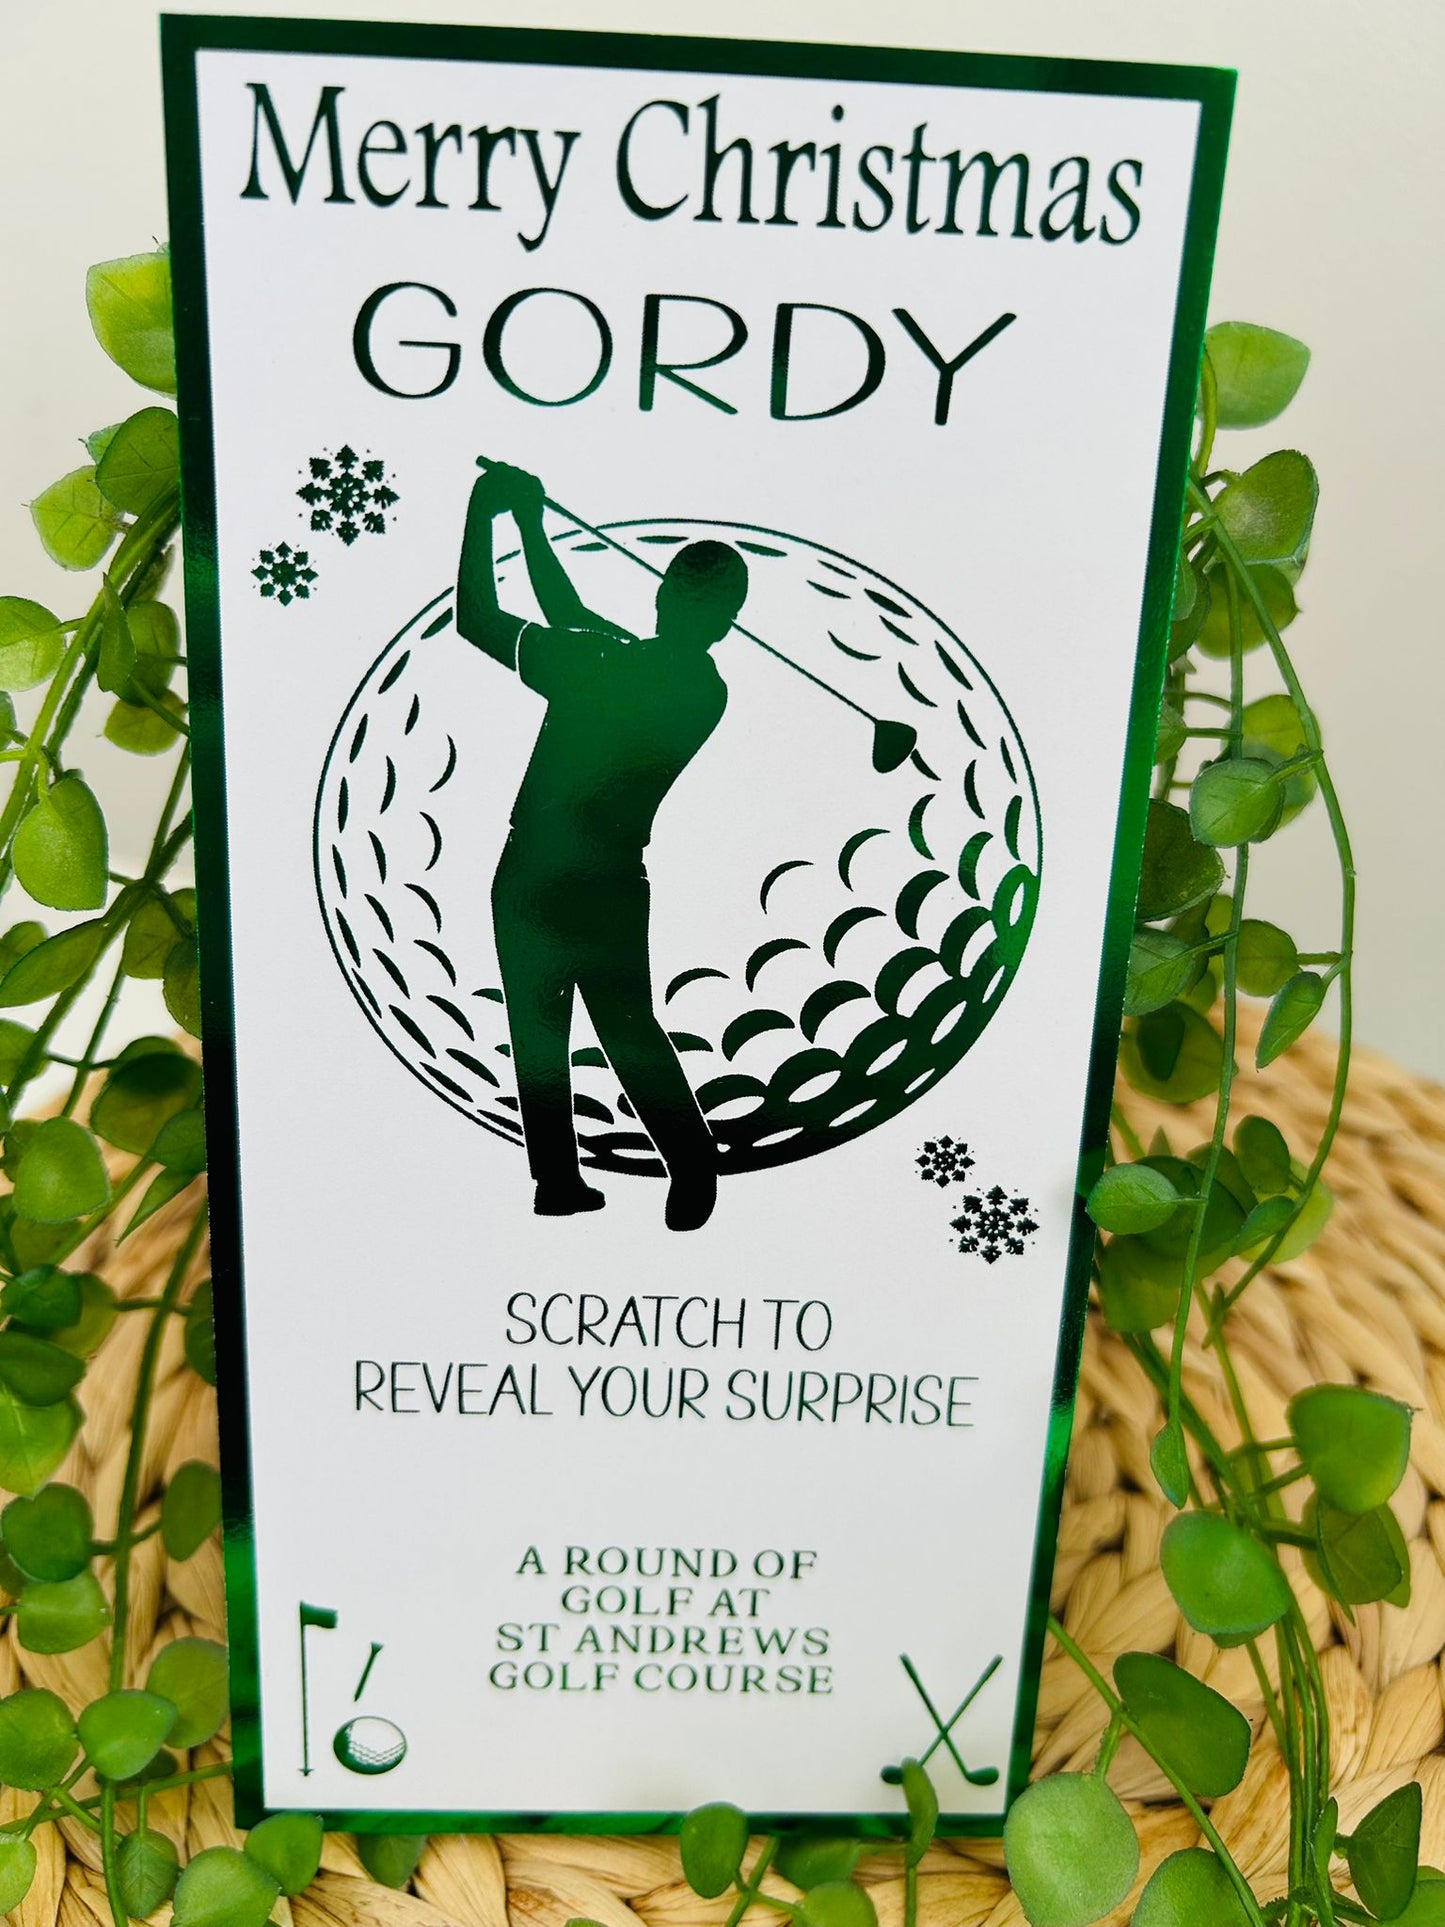 Merry Christmas
GORDY
SCRATCH TO
REVEAL YOUR SURPRISE
A ROUND OF
GOLF AT
ST ANDREWS
GOLF COURSE